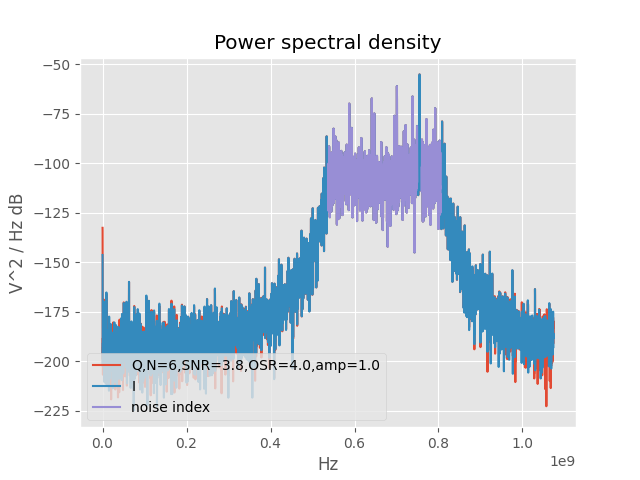 Power spectral density
V^2 / Hz dB
−50
−75
−100
−125
−150
−175
−200
−225
Q,N=6,SNR=3.8,OSR=4.0,amp=1.0
I
noise index
0.0 0.2 0.4 0.6 0.8 1.0
1e9
Hz